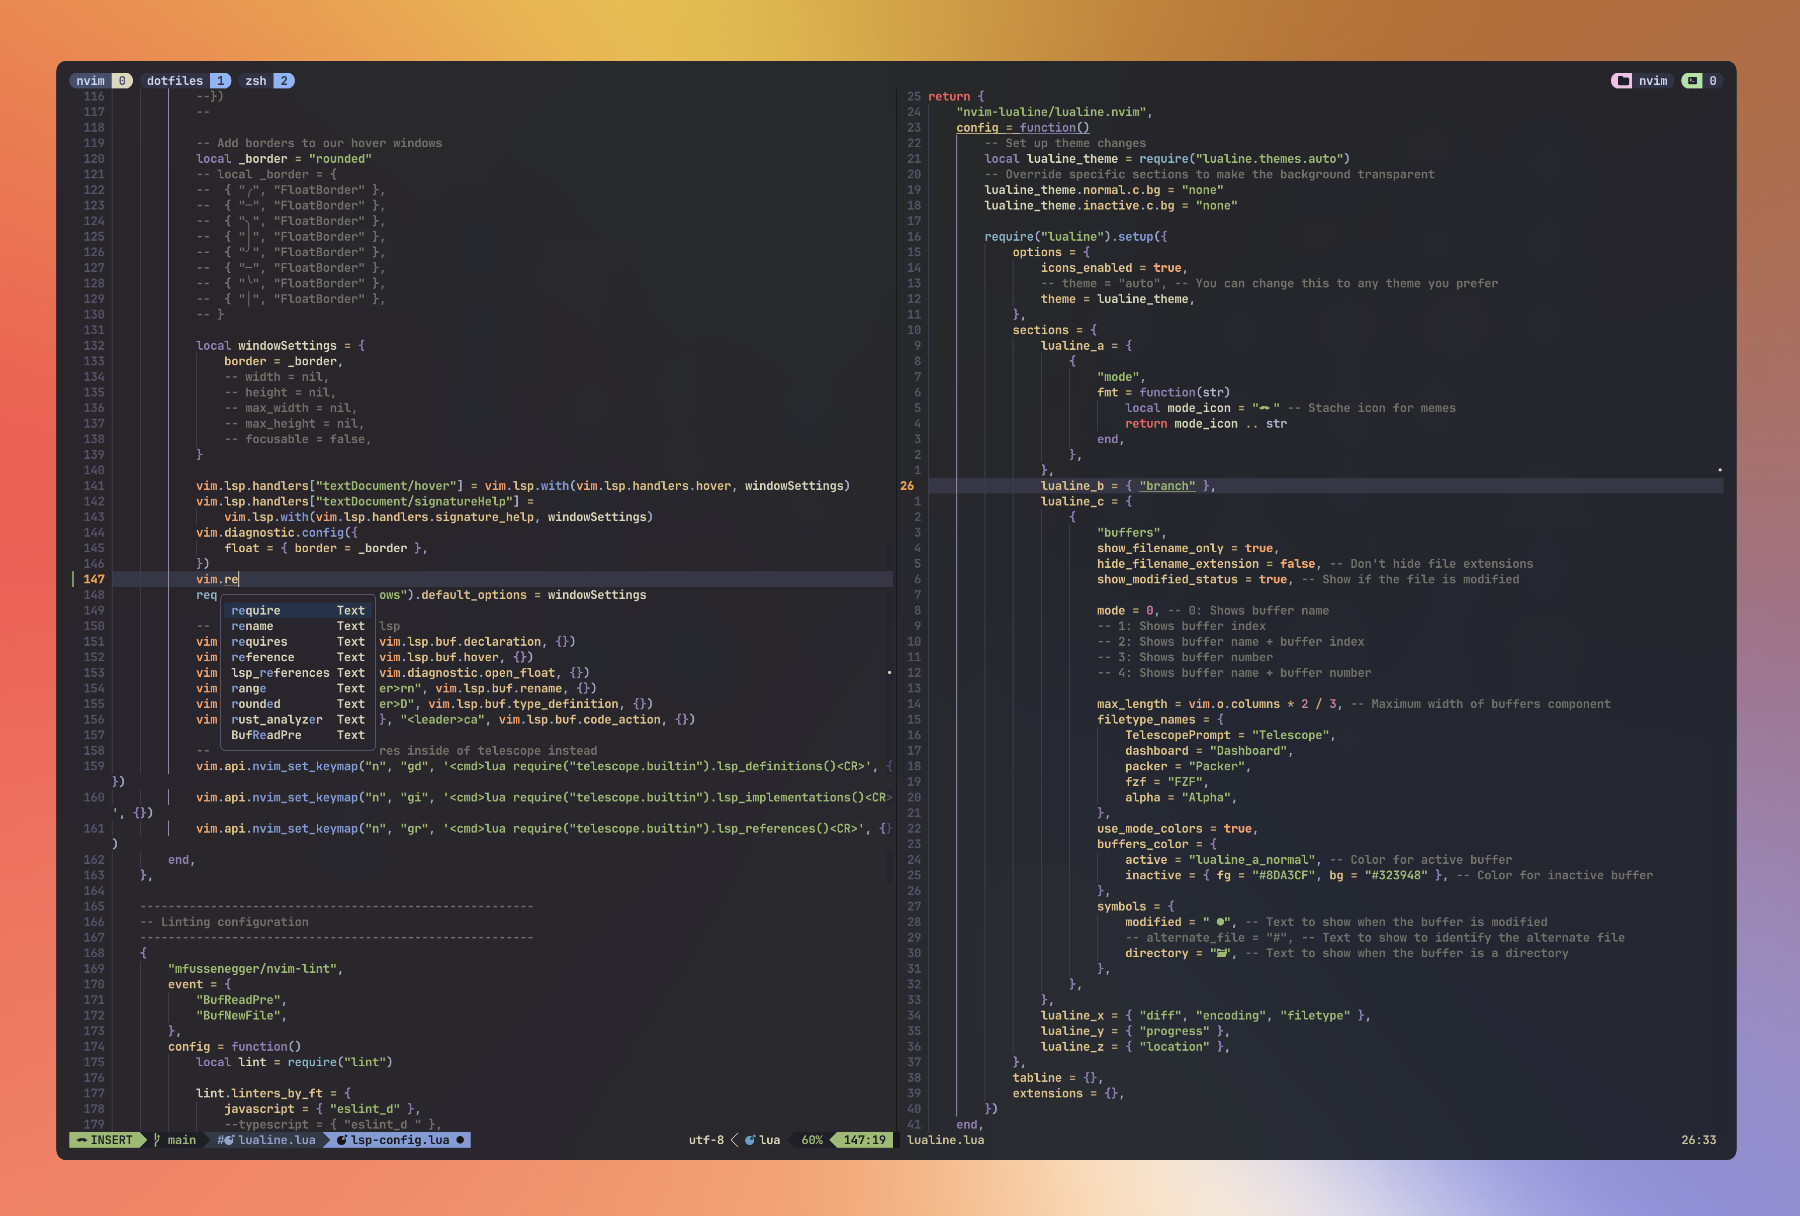 nvim 0 dotfiles 1 zsh 2
nvim 0
116 --})
117 --
118
119 -- Add borders to our hover windows
120 local _border = "rounded"
121 -- local _border = {
122 -- { "╭", "FloatBorder" },
123 -- { "─", "FloatBorder" },
124 -- { "╮", "FloatBorder" },
125 -- { "│", "FloatBorder" },
126 -- { "╯", "FloatBorder" },
127 -- { "─", "FloatBorder" },
128 -- { "╰", "FloatBorder" },
129 -- { "│", "FloatBorder" },
130 -- }
131
132 local windowSettings = {
133 border = _border,
134 -- width = nil,
135 -- height = nil,
136 -- max_width = nil,
137 -- max_height = nil,
138 -- focusable = false,
139 }
140
141 vim.lsp.handlers["textDocument/hover"] = vim.lsp.with(vim.lsp.handlers.hover, windowSettings)
142 vim.lsp.handlers["textDocument/signatureHelp"] =
143 vim.lsp.with(vim.lsp.handlers.signature_help, windowSettings)
144 vim.diagnostic.config({
145 float = { border = _border },
146 })
147 vim.re
148 req ows").default_options = windowSettings
149 require Text
150 -- rename Text lsp
151 vim requires Text vim.lsp.buf.declaration, {})
152 vim reference Text vim.lsp.buf.hover, {})
153 vim lsp_references Text vim.diagnostic.open_float, {})
154 vim range Text er>rn", vim.lsp.buf.rename, {})
155 vim rounded Text er>D", vim.lsp.buf.type_definition, {})
156 vim rust_analyzer Text }, "<leader>ca", vim.lsp.buf.code_action, {})
157 BufReadPre Text
158 -- res inside of telescope instead
159 vim.api.nvim_set_keymap("n", "gd", '<cmd>lua require("telescope.builtin").lsp_definitions()<CR>', {
})
160 vim.api.nvim_set_keymap("n", "gi", '<cmd>lua require("telescope.builtin").lsp_implementations()<CR>
', {})
161 vim.api.nvim_set_keymap("n", "gr", '<cmd>lua require("telescope.builtin").lsp_references()<CR>', {}
)
162 end,
163 },
164
165 --------------------------------------------------------
166 -- Linting configuration
167 --------------------------------------------------------
168 {
169 "mfussenegger/nvim-lint",
170 event = {
171 "BufReadPre",
172 "BufNewFile",
173 },
174 config = function()
175 local lint = require("lint")
176
177 lint.linters_by_ft = {
178 javascript = { "eslint_d" },
179 --typescript = { "eslint_d " },
INSERT main # lualine.lua lsp-config.lua ● utf-8 lua 60% 147:19
25 return {
24 "nvim-lualine/lualine.nvim",
23 config = function()
22 -- Set up theme changes
21 local lualine_theme = require("lualine.themes.auto")
20 -- Override specific sections to make the background transparent
19 lualine_theme.normal.c.bg = "none"
18 lualine_theme.inactive.c.bg = "none"
17
16 require("lualine").setup({
15 options = {
14 icons_enabled = true,
13 -- theme = "auto", -- You can change this to any theme you prefer
12 theme = lualine_theme,
11 },
10 sections = {
9 lualine_a = {
8 {
7 "mode",
6 fmt = function(str)
5 local mode_icon = " " -- Stache icon for memes
4 return mode_icon .. str
3 end,
2 },
1 },
26 lualine_b = { "branch" },
1 lualine_c = {
2 {
3 "buffers",
4 show_filename_only = true,
5 hide_filename_extension = false, -- Don't hide file extensions
6 show_modified_status = true, -- Show if the file is modified
7
8 mode = 0, -- 0: Shows buffer name
9 -- 1: Shows buffer index
10 -- 2: Shows buffer name + buffer index
11 -- 3: Shows buffer number
12 -- 4: Shows buffer name + buffer number
13
14 max_length = vim.o.columns * 2 / 3, -- Maximum width of buffers component
15 filetype_names = {
16 TelescopePrompt = "Telescope",
17 dashboard = "Dashboard",
18 packer = "Packer",
19 fzf = "FZF",
20 alpha = "Alpha",
21 },
22 use_mode_colors = true,
23 buffers_color = {
24 active = "lualine_a_normal", -- Color for active buffer
25 inactive = { fg = "#8DA3CF", bg = "#323948" }, -- Color for inactive buffer
26 },
27 symbols = {
28 modified = " ●", -- Text to show when the buffer is modified
29 -- alternate_file = "#", -- Text to show to identify the alternate file
30 directory = "", -- Text to show when the buffer is a directory
31 },
32 },
33 },
34 lualine_x = { "diff", "encoding", "filetype" },
35 lualine_y = { "progress" },
36 lualine_z = { "location" },
37 },
38 tabline = {},
39 extensions = {},
40 })
41 end,
lualine.lua 26:33